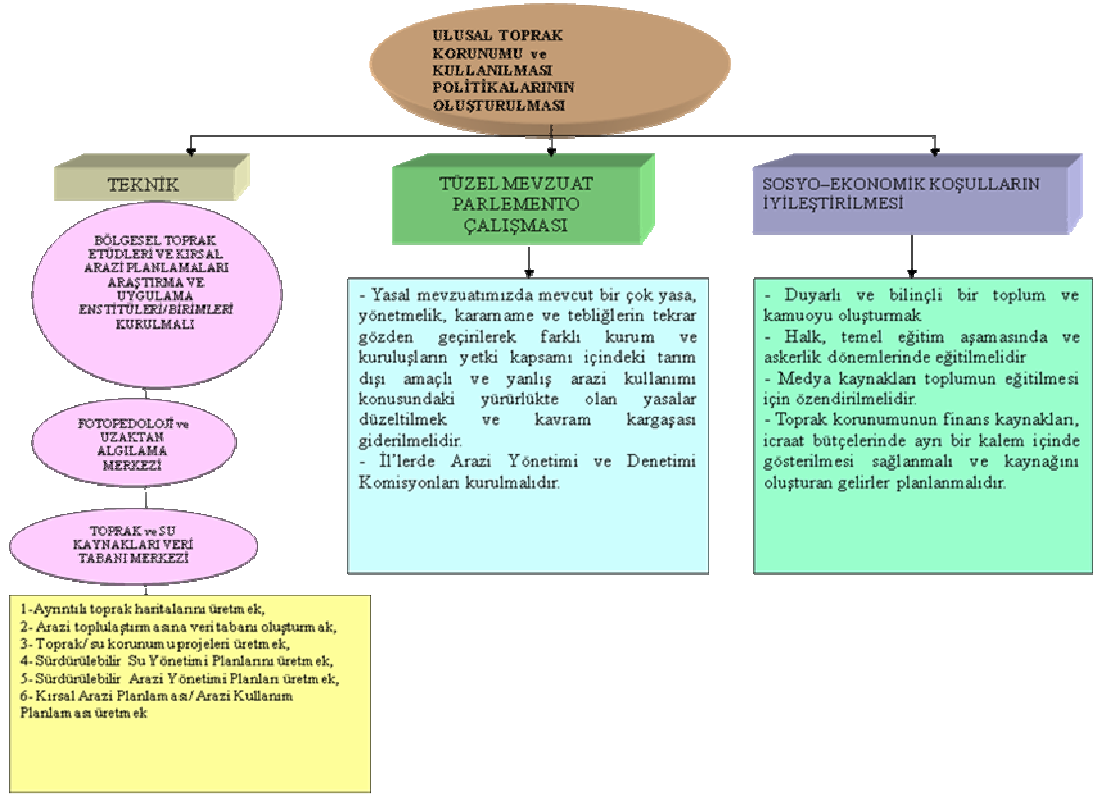 ULUSAL TOPRAK
KORUNUMU ve
KULLANILMASI
POLİTİKALARININ
OLUŞTURULMASI
TEKNİK
BÖLGESEL TOPRAK
ETÜDLERİ VE KIRSAL
ARAZİ PLANLAMALARI
ARAŞTIRMA VE
UYGULAMA
ENSTİTÜLERİ/BİRİMLERİ
KURULMALI
FOTOPEDOLOJİ ve
UZAKTAN
ALGILAMA
MERKEZİ
TOPRAK ve SU
KAYNAKLARI VERİ
TABANI MERKEZİ
1-Ayrıntılı toprak haritalarını üretmek,
2- Arazi toplulaştırmasına veri tabanı oluşturmak,
3- Toprak/su korunumu projeleri üretmek,
4- Sürdürülebilir Su Yönetimi Planlarını üretmek,
5- Sürdürülebilir Arazi Yönetimi Planları üretmek,
6- Kırsal Arazi Planlaması/Arazi Kullanım
Planlaması üretmek
TÜZEL MEVZUAT
PARLEMENTO
ÇALIŞMASI
- Yasal mevzuatımızda mevcut bir çok yasa,
yönetmelik, kararname ve tebliğlerin tekrar
gözden geçirilerek farklı kurum ve
kuruluşların yetki kapsamı içindeki tarım
dışı amaçlı ve yanlış arazi kullanımı
konusundaki yürürlükte olan yasalar
düzeltilmek ve kavram kargaşası
giderilmelidir.
- İl'lerde Arazi Yönetimi ve Denetimi
Komisyonları kurulmalıdır.
SOSYO–EKONOMİK KOŞULLARIN
İYİLEŞTİRİLMESİ
- Duyarlı ve bilinçli bir toplum ve
kamuoyu oluşturmak
- Halk, temel eğitim aşamasında ve
askerlik dönemlerinde eğitilmelidir
- Medya kaynakları toplumun eğitilmesi
için özendirilmelidir.
- Toprak korunumunun finans kaynakları,
icraat bütçelerinde ayrı bir kalem içinde
gösterilmesi sağlanmalı ve kaynağını
oluşturan gelirler planlanmalıdır.